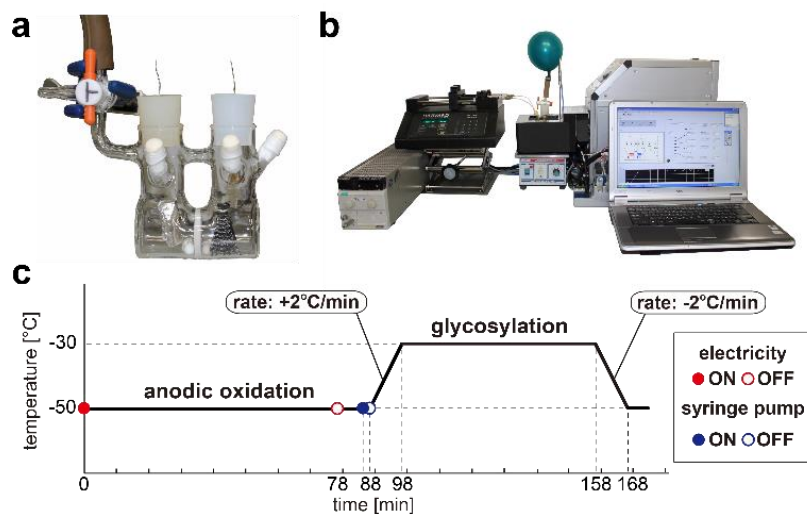 a
b
c
rate: +2°C/min
rate: -2°C/min
glycosylation
anodic oxidation
temperature [°C]
-30
-50
0
78
88
98
158
168
time [min]
electricity
ON OFF
syringe pump
ON OFF